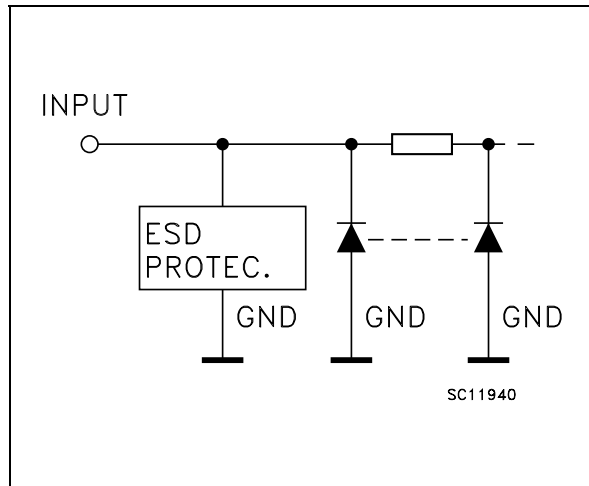 INPUT
ESD
PROTEC.
GND
GND
GND
SC11940